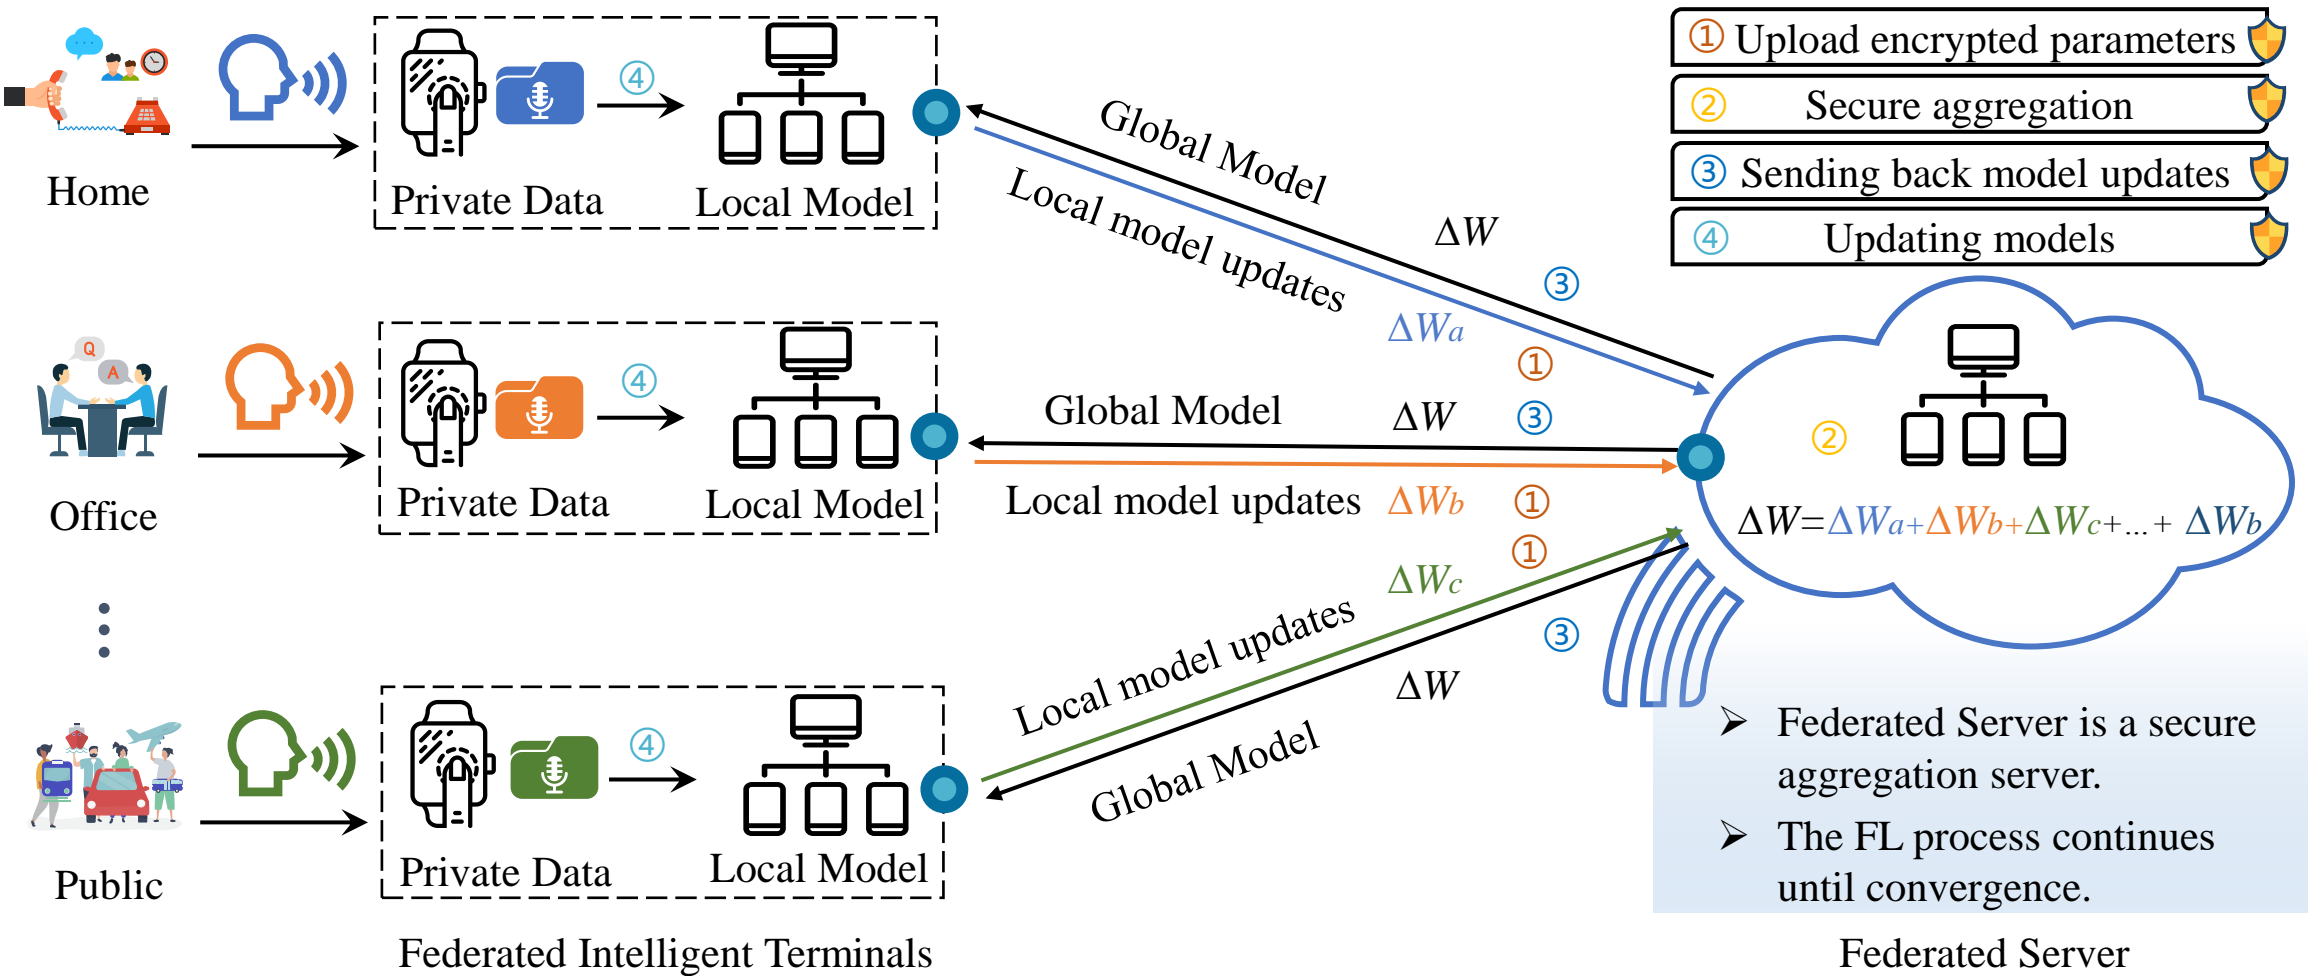 ① Upload encrypted parameters
② Secure aggregation
③ Sending back model updates
④ Updating models
Home
④
Private Data
Local Model
Global Model
Local model updates
ΔW
③
ΔWa
①
Q
A
Office
④
Private Data
Local Model
Global Model
ΔW
③
Local model updates
ΔWb
①
②
ΔW=ΔWa+ΔWb+ΔWc+...+ ΔWb
①
ΔWc
Local model updates
③
ΔW
Global Model
Public
④
Private Data
Local Model
➢ Federated Server is a secure
aggregation server.
➢ The FL process continues
until convergence.
Federated Intelligent Terminals
Federated Server